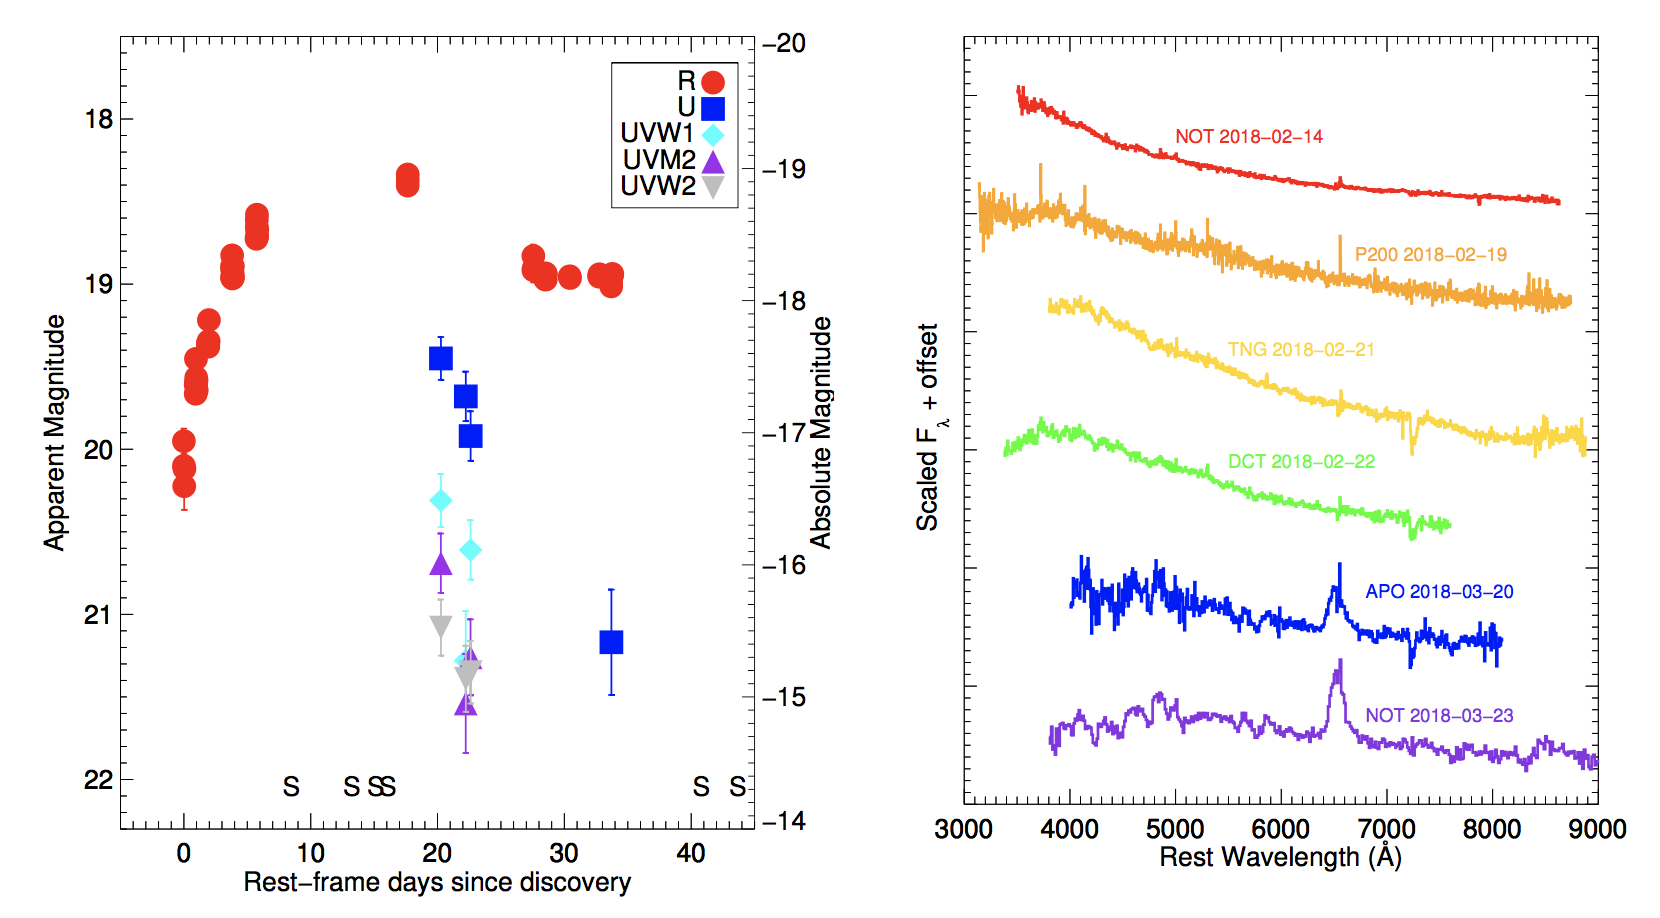 R
U
UVW1
UVM2
UVW2
18
19
20
21
22
−20
−19
−18
−17
−16
−15
−14
Apparent Magnitude
Absolute Magnitude
S S SS S S
0 10 20 30 40
Rest−frame days since discovery
NOT 2018−02−14
P200 2018−02−19
TNG 2018−02−21
DCT 2018−02−22
APO 2018−03−20
NOT 2018−03−23
Scaled Fλ + offset
3000 4000 5000 6000 7000 8000 9000
Rest Wavelength (Å)